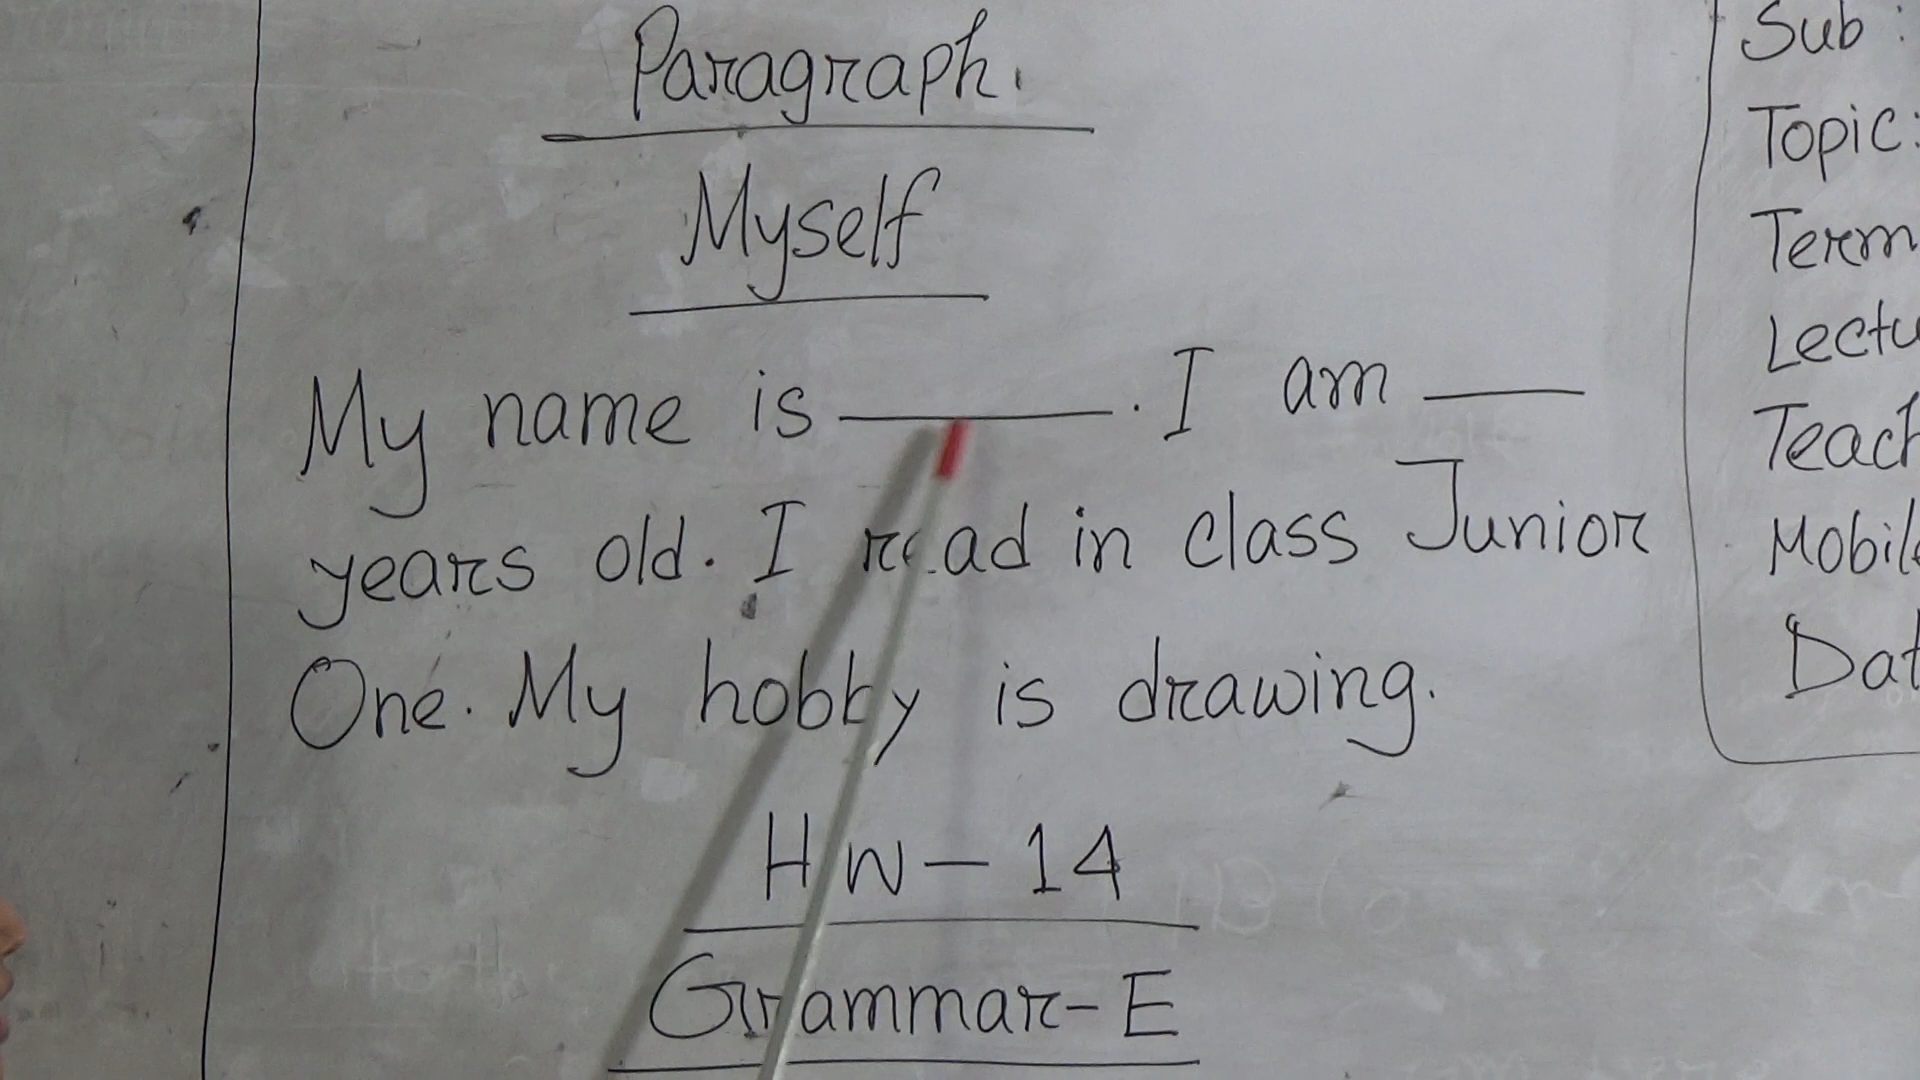 Paragraph.
Myself
My name is ______. I am ____
years old. I read in class Junior
One. My hobby is drawing.
HW-14
Grammar-E
Sub:
Topic:
Term
Lectu
Teach
Mobile
Dat